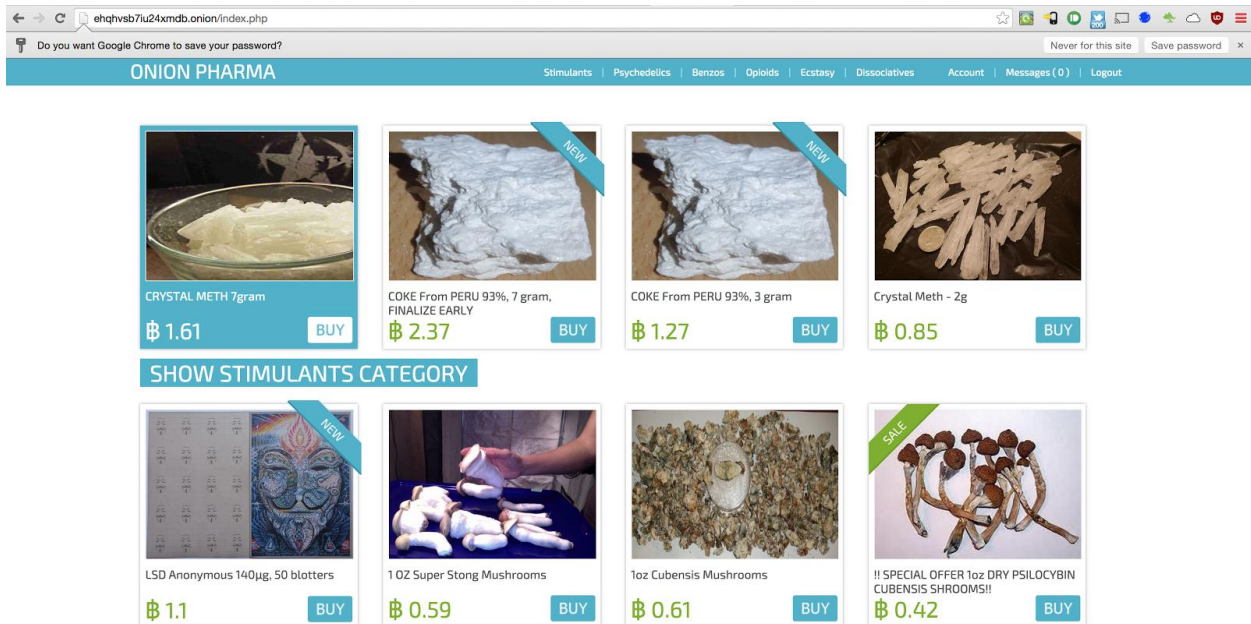 ehqhvsb7iu24xmdb.onion/index.php
200
Do you want Google Chrome to save your password?
Never for this site
Save password
ONION PHARMA
Stimulants | Psychedelics | Benzos | Opioids | Ecstasy | Dissociatives
Account | Messages ( 0 ) | Logout
NEW
NEW
CRYSTAL METH 7gram
฿ 1.61
BUY
COKE From PERU 93%, 7 gram,
FINALIZE EARLY
฿ 2.37
BUY
COKE From PERU 93%, 3 gram
฿ 1.27
BUY
Crystal Meth - 2g
฿ 0.85
BUY
SHOW STIMULANTS CATEGORY
NEW
SALE
LSD Anonymous 140µg, 50 blotters
฿ 1.1
BUY
1 OZ Super Stong Mushrooms
฿ 0.59
BUY
1oz Cubensis Mushrooms
฿ 0.61
BUY
!! SPECIAL OFFER 1oz DRY PSILOCYBIN
CUBENSIS SHROOMS!!
฿ 0.42
BUY